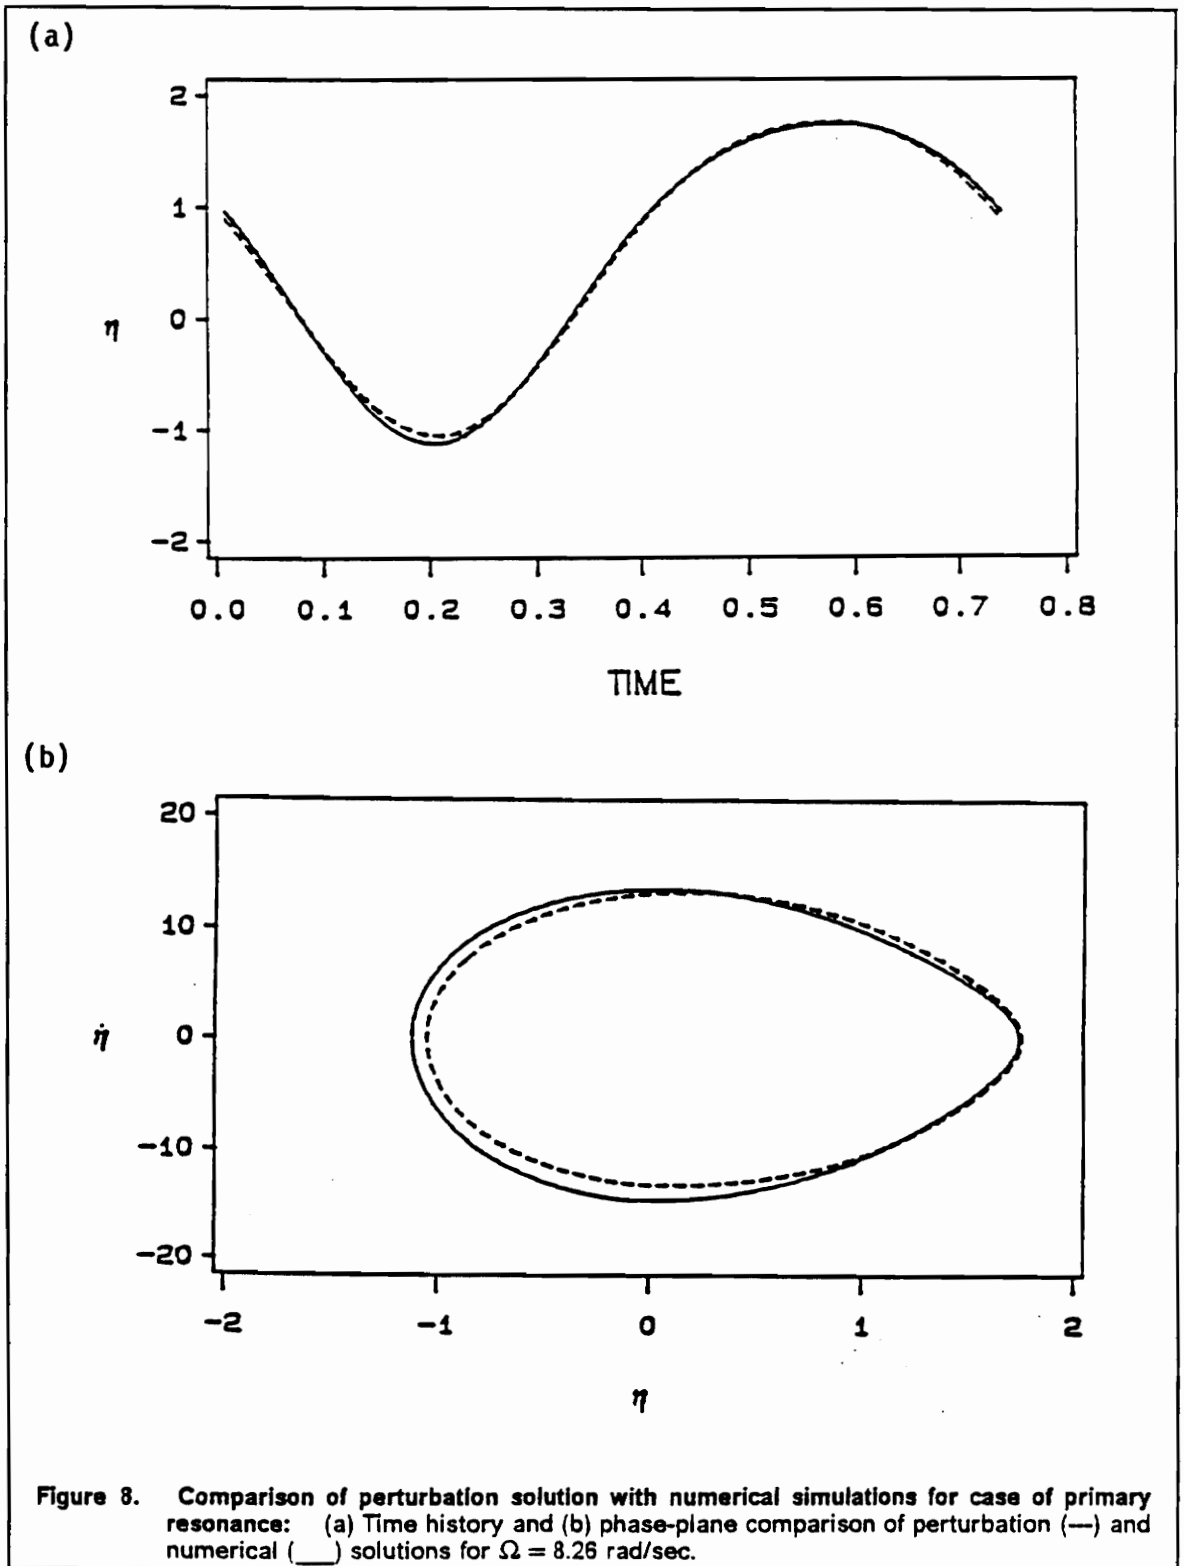 (a)
2
1
η
0
−1
−2
0.0 0.1 0.2 0.3 0.4 0.5 0.6 0.7 0.8
TIME
(b)
20
10
η̇
0
−10
−20
−2 −1 0 1 2
η
Figure 8. Comparison of perturbation solution with numerical simulations for case of primary
resonance: (a) Time history and (b) phase-plane comparison of perturbation (---) and
numerical (___) solutions for Ω = 8.26 rad/sec.